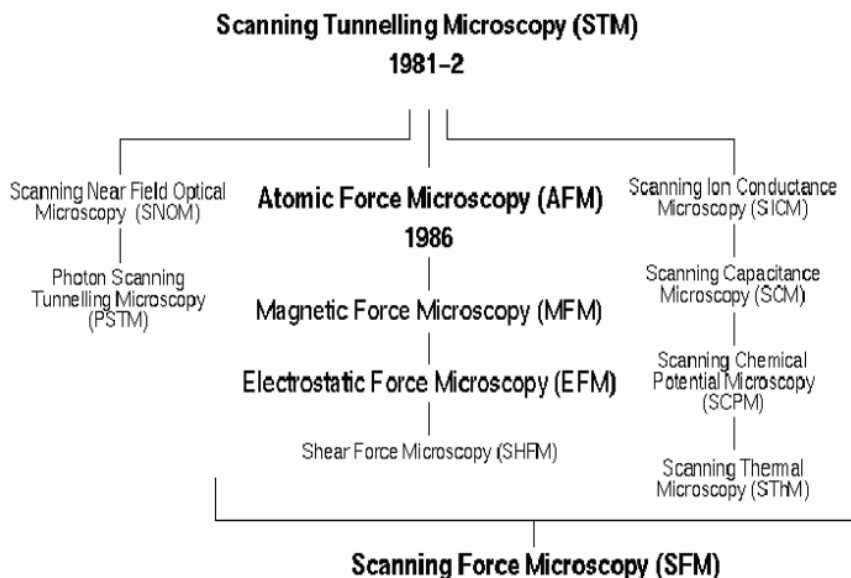 Scanning Tunnelling Microscopy (STM)
1981-2
Scanning Near Field Optical
Microscopy (SNOM)
Photon Scanning
Tunnelling Microscopy
(PSTM)
Atomic Force Microscopy (AFM)
1986
Magnetic Force Microscopy (MFM)
Electrostatic Force Microscopy (EFM)
Shear Force Microscopy (SHFM)
Scanning Ion Conductance
Microscopy (SICM)
Scanning Capacitance
Microscopy (SCM)
Scanning Chemical
Potential Microscopy
(SCPM)
Scanning Thermal
Microscopy (SThM)
Scanning Force Microscopy (SFM)